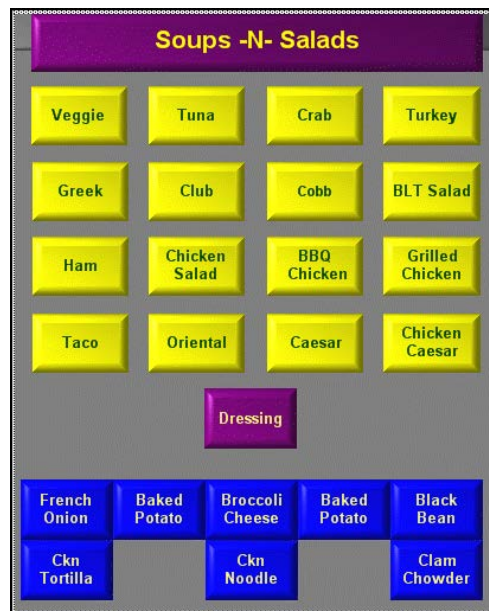 Soups -N- Salads
Veggie
Tuna
Crab
Turkey
Greek
Club
Cobb
BLT Salad
Ham
Chicken
Salad
BBQ
Chicken
Grilled
Chicken
Taco
Oriental
Caesar
Chicken
Caesar
Dressing
French
Onion
Baked
Potato
Broccoli
Cheese
Baked
Potato
Black
Bean
Ckn
Tortilla
Ckn
Noodle
Clam
Chowder